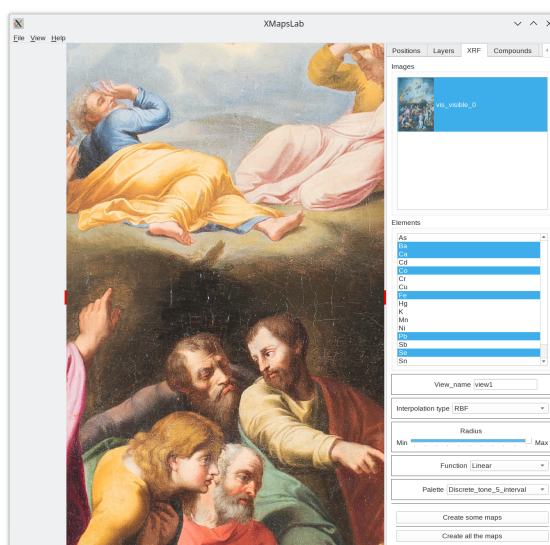 XMapsLab
File View Help
Positions Layers XRF Compounds
Images
vis_visible_0
Elements
As
Ba
Ca
Cd
Co
Cr
Cu
Fe
Hg
K
Mn
Ni
Pb
Sb
Se
Sn
View_name view1
Interpolation type RBF
Radius
Min Max
Function Linear
Palette Discrete_tone_5_interval
Create some maps
Create all the maps